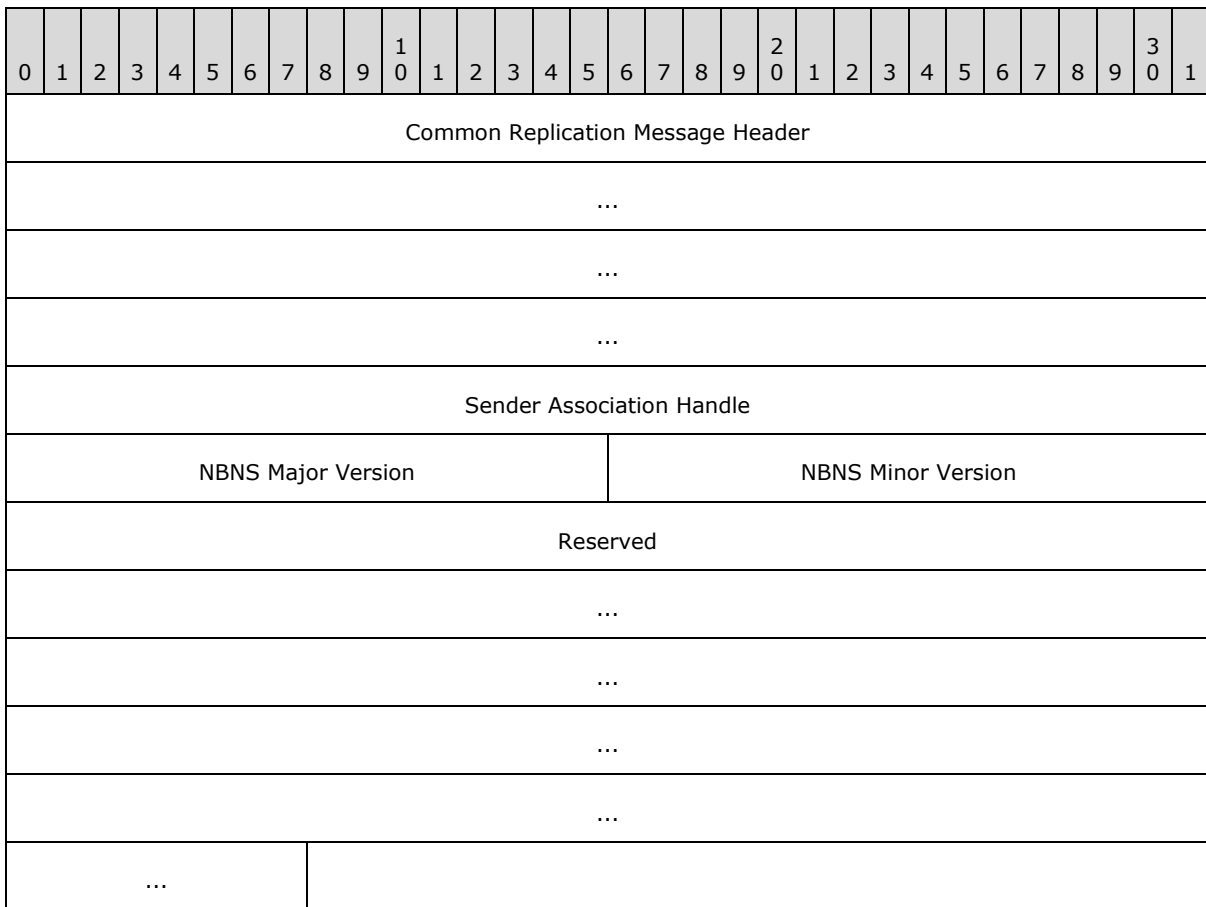 1 2 3
0 1 2 3 4 5 6 7 8 9 0 1 2 3 4 5 6 7 8 9 0 1 2 3 4 5 6 7 8 9 0 1
Common Replication Message Header
...
...
...
Sender Association Handle
NBNS Major Version NBNS Minor Version
Reserved
...
...
...
...
...